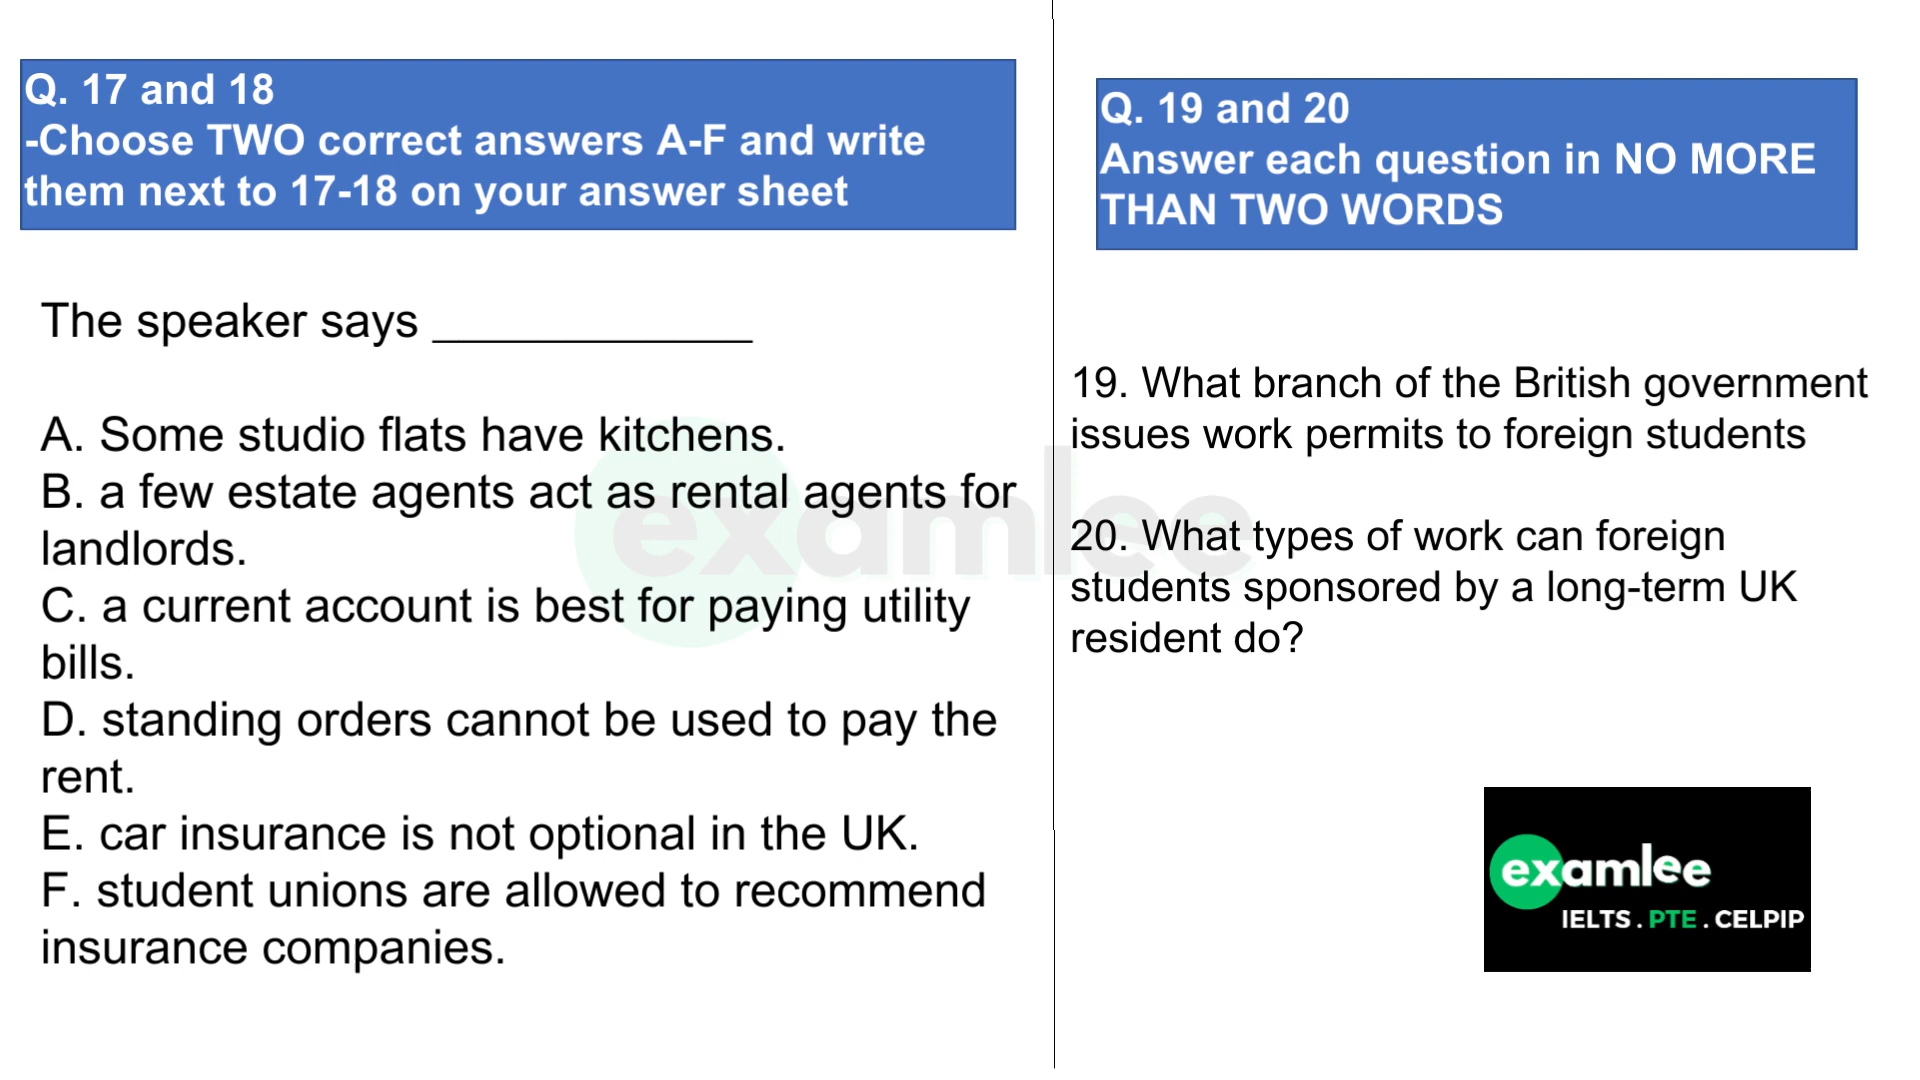 Q. 17 and 18
-Choose TWO correct answers A-F and write
them next to 17-18 on your answer sheet
The speaker says ____________
A. Some studio flats have kitchens.
B. a few estate agents act as rental agents for
landlords.
C. a current account is best for paying utility
bills.
D. standing orders cannot be used to pay the
rent.
E. car insurance is not optional in the UK.
F. student unions are allowed to recommend
insurance companies.
Q. 19 and 20
Answer each question in NO MORE
THAN TWO WORDS
19. What branch of the British government
issues work permits to foreign students
20. What types of work can foreign
students sponsored by a long-term UK
resident do?
examlee
examlee
IELTS . PTE . CELPIP